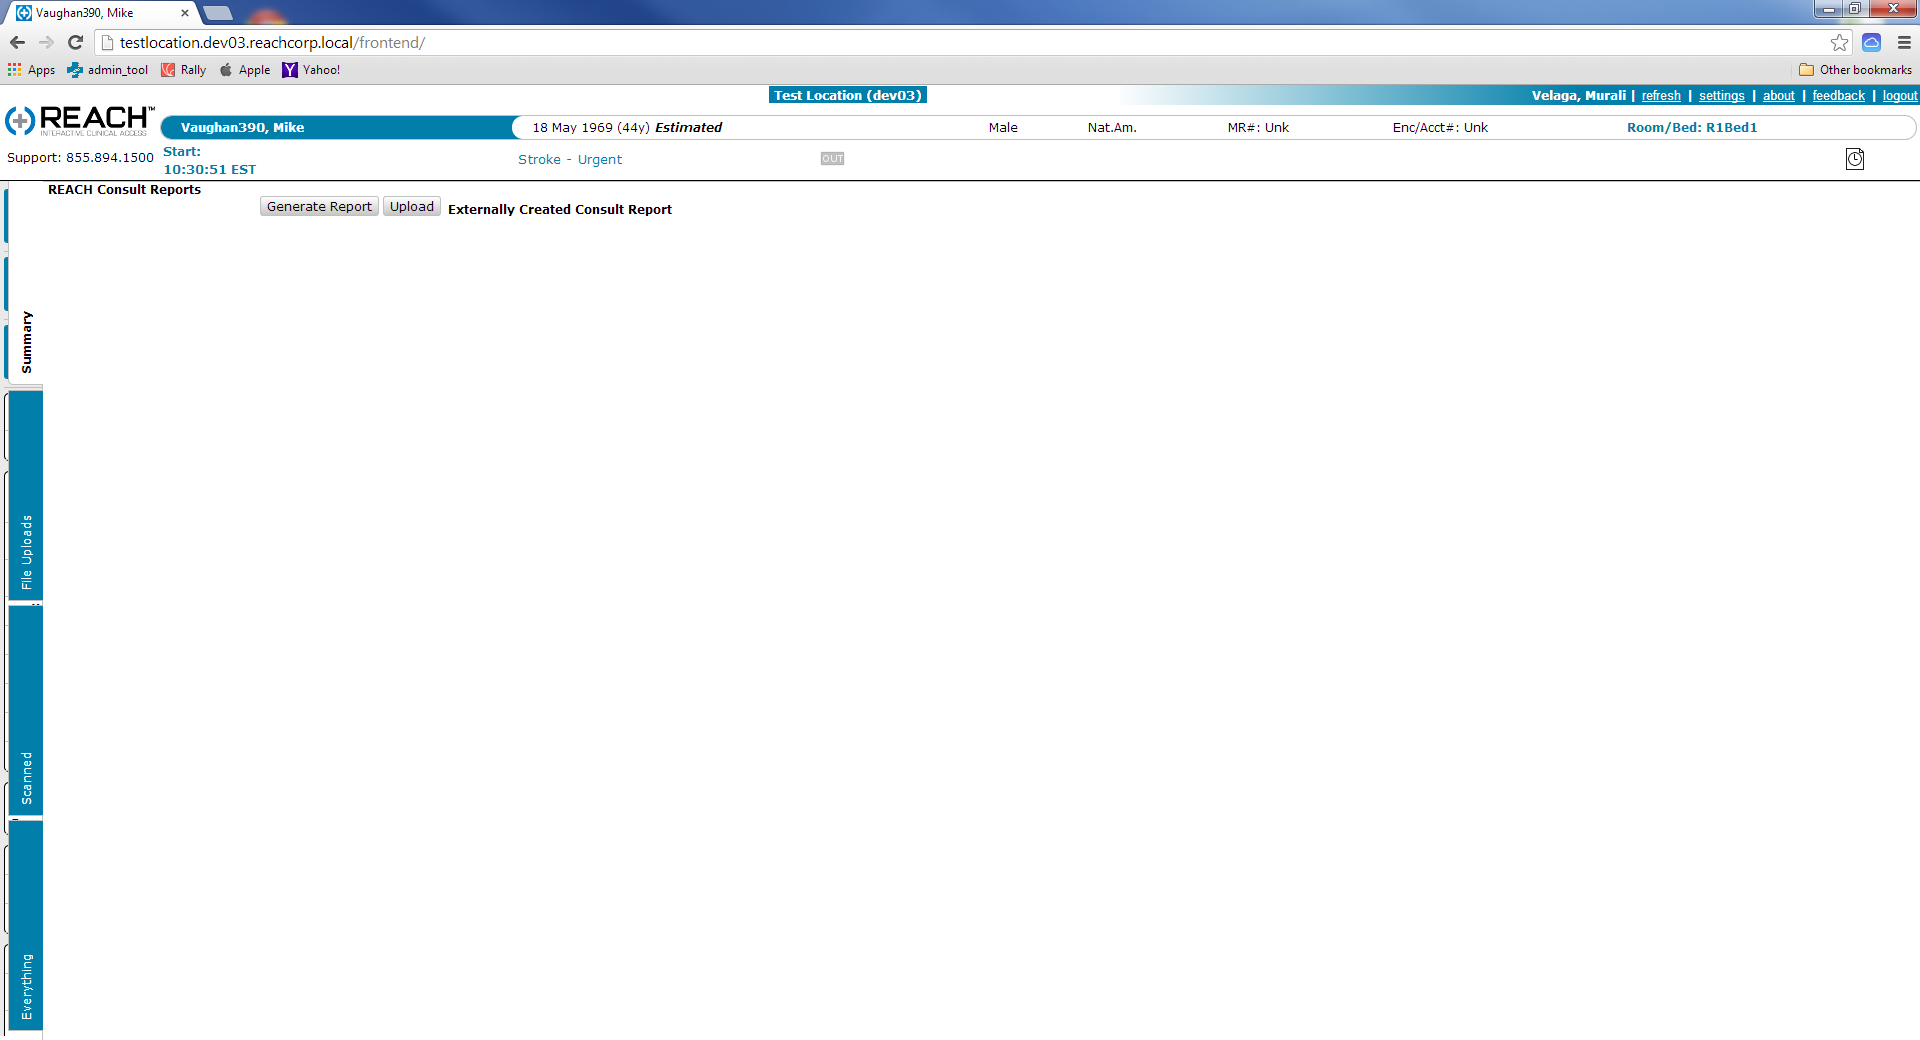 Vaughan390, Mike
testlocation.dev03.reachcorp.local/frontend/
Apps admin_tool Rally Apple Yahoo! Other bookmarks
Test Location (dev03) Velaga, Murali | refresh | settings | about | feedback | logout
REACH™
INTERACTIVE CLINICAL ACCESS
Vaughan390, Mike 18 May 1969 (44y) Estimated Male Nat.Am. MR#: Unk Enc/Acct#: Unk Room/Bed: R1Bed1
Support: 855.894.1500
Start:
10:30:51 EST
Stroke - Urgent OUT
REACH Consult Reports
Generate Report Upload Externally Created Consult Report
Summary
File Uploads
Scanned
Everything